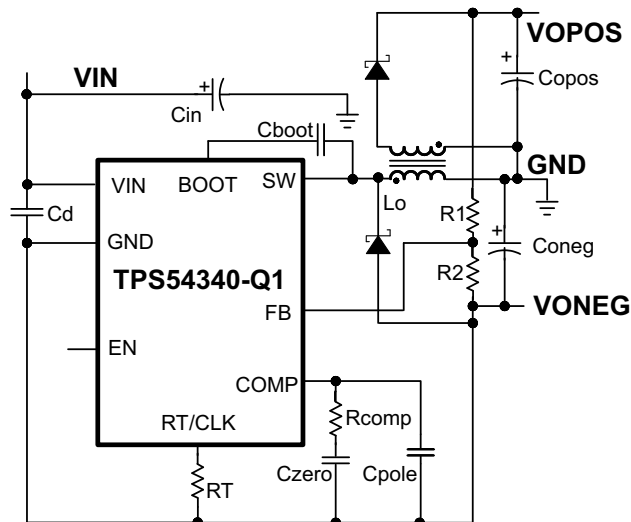 VOPOS
VIN
+
Copos
+
Cin
Cboot
GND
VIN
BOOT
SW
Lo
R1
Cd
GND
+
Coneg
TPS54340-Q1
R2
FB
VONEG
EN
COMP
Rcomp
RT/CLK
Czero
Cpole
RT